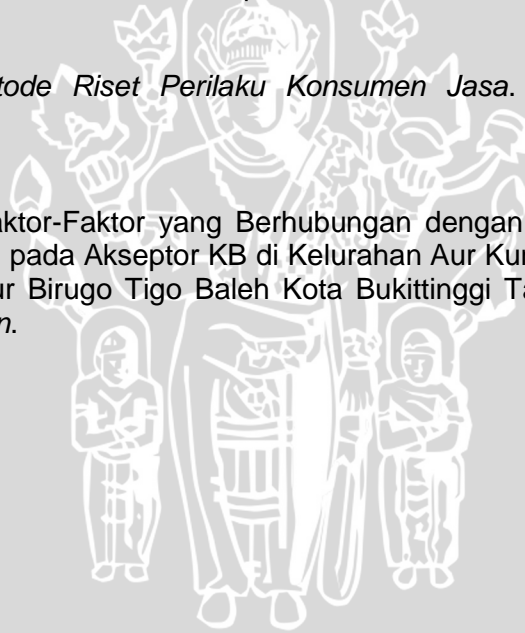 tode Riset Perilaku Konsumen Jasa.
aktor-Faktor yang Berhubungan dengan
pada Akseptor KB di Kelurahan Aur Kur
ur Birugo Tigo Baleh Kota Bukittinggi Ta
n.